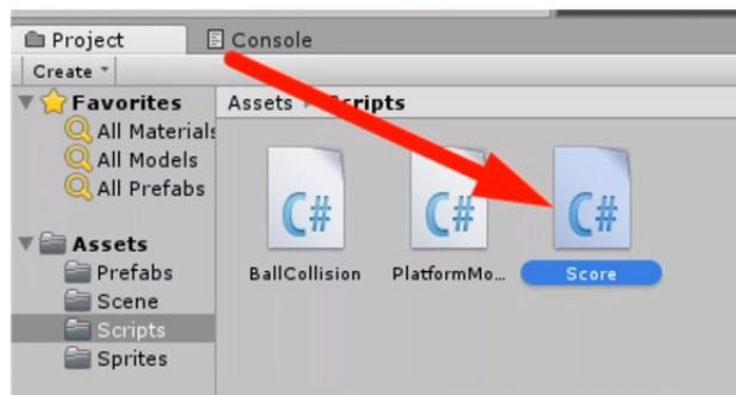 Project
Console
Create
Favorites
All Materials
All Models
All Prefabs
Assets
Prefabs
Scene
Scripts
Sprites
Assets Scripts
C#
C#
C#
BallCollision
PlatformMo...
Score